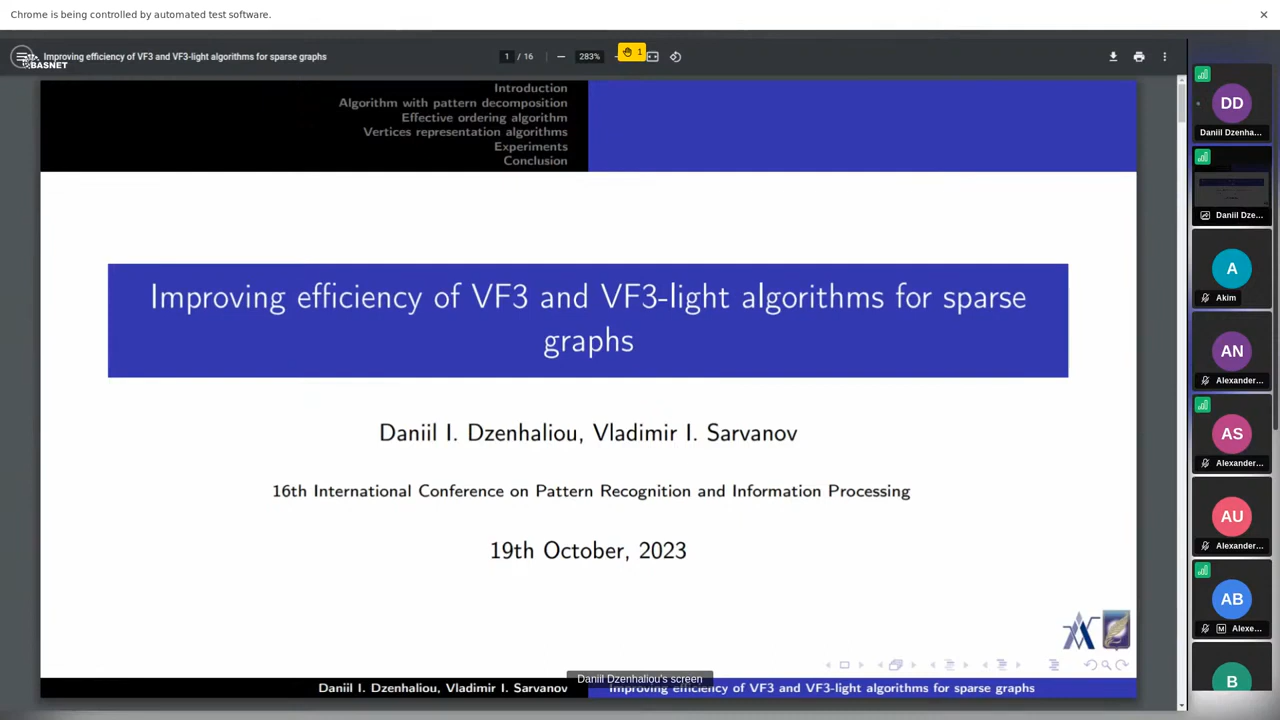 Chrome is being controlled by automated test software.
BASNET
Improving efficiency of VF3 and VF3-light algorithms for sparse graphs
1 / 16
283%
1
Introduction
Algorithm with pattern decomposition
Effective ordering algorithm
Vertices representation algorithms
Experiments
Conclusion
Improving efficiency of VF3 and VF3-light algorithms for sparse
graphs
Daniil I. Dzenhaliou, Vladimir I. Sarvanov
16th International Conference on Pattern Recognition and Information Processing
19th October, 2023
Daniil I. Dzenhaliou, Vladimir I. Sarvanov
Improving efficiency of VF3 and VF3-light algorithms for sparse graphs
Daniil Dzenhaliou's screen
DD
Daniil Dzenha...
Daniil Dze...
A
Akim
AN
Alexander...
AS
Alexander...
AU
Alexander...
AB
M
Alexe...
B